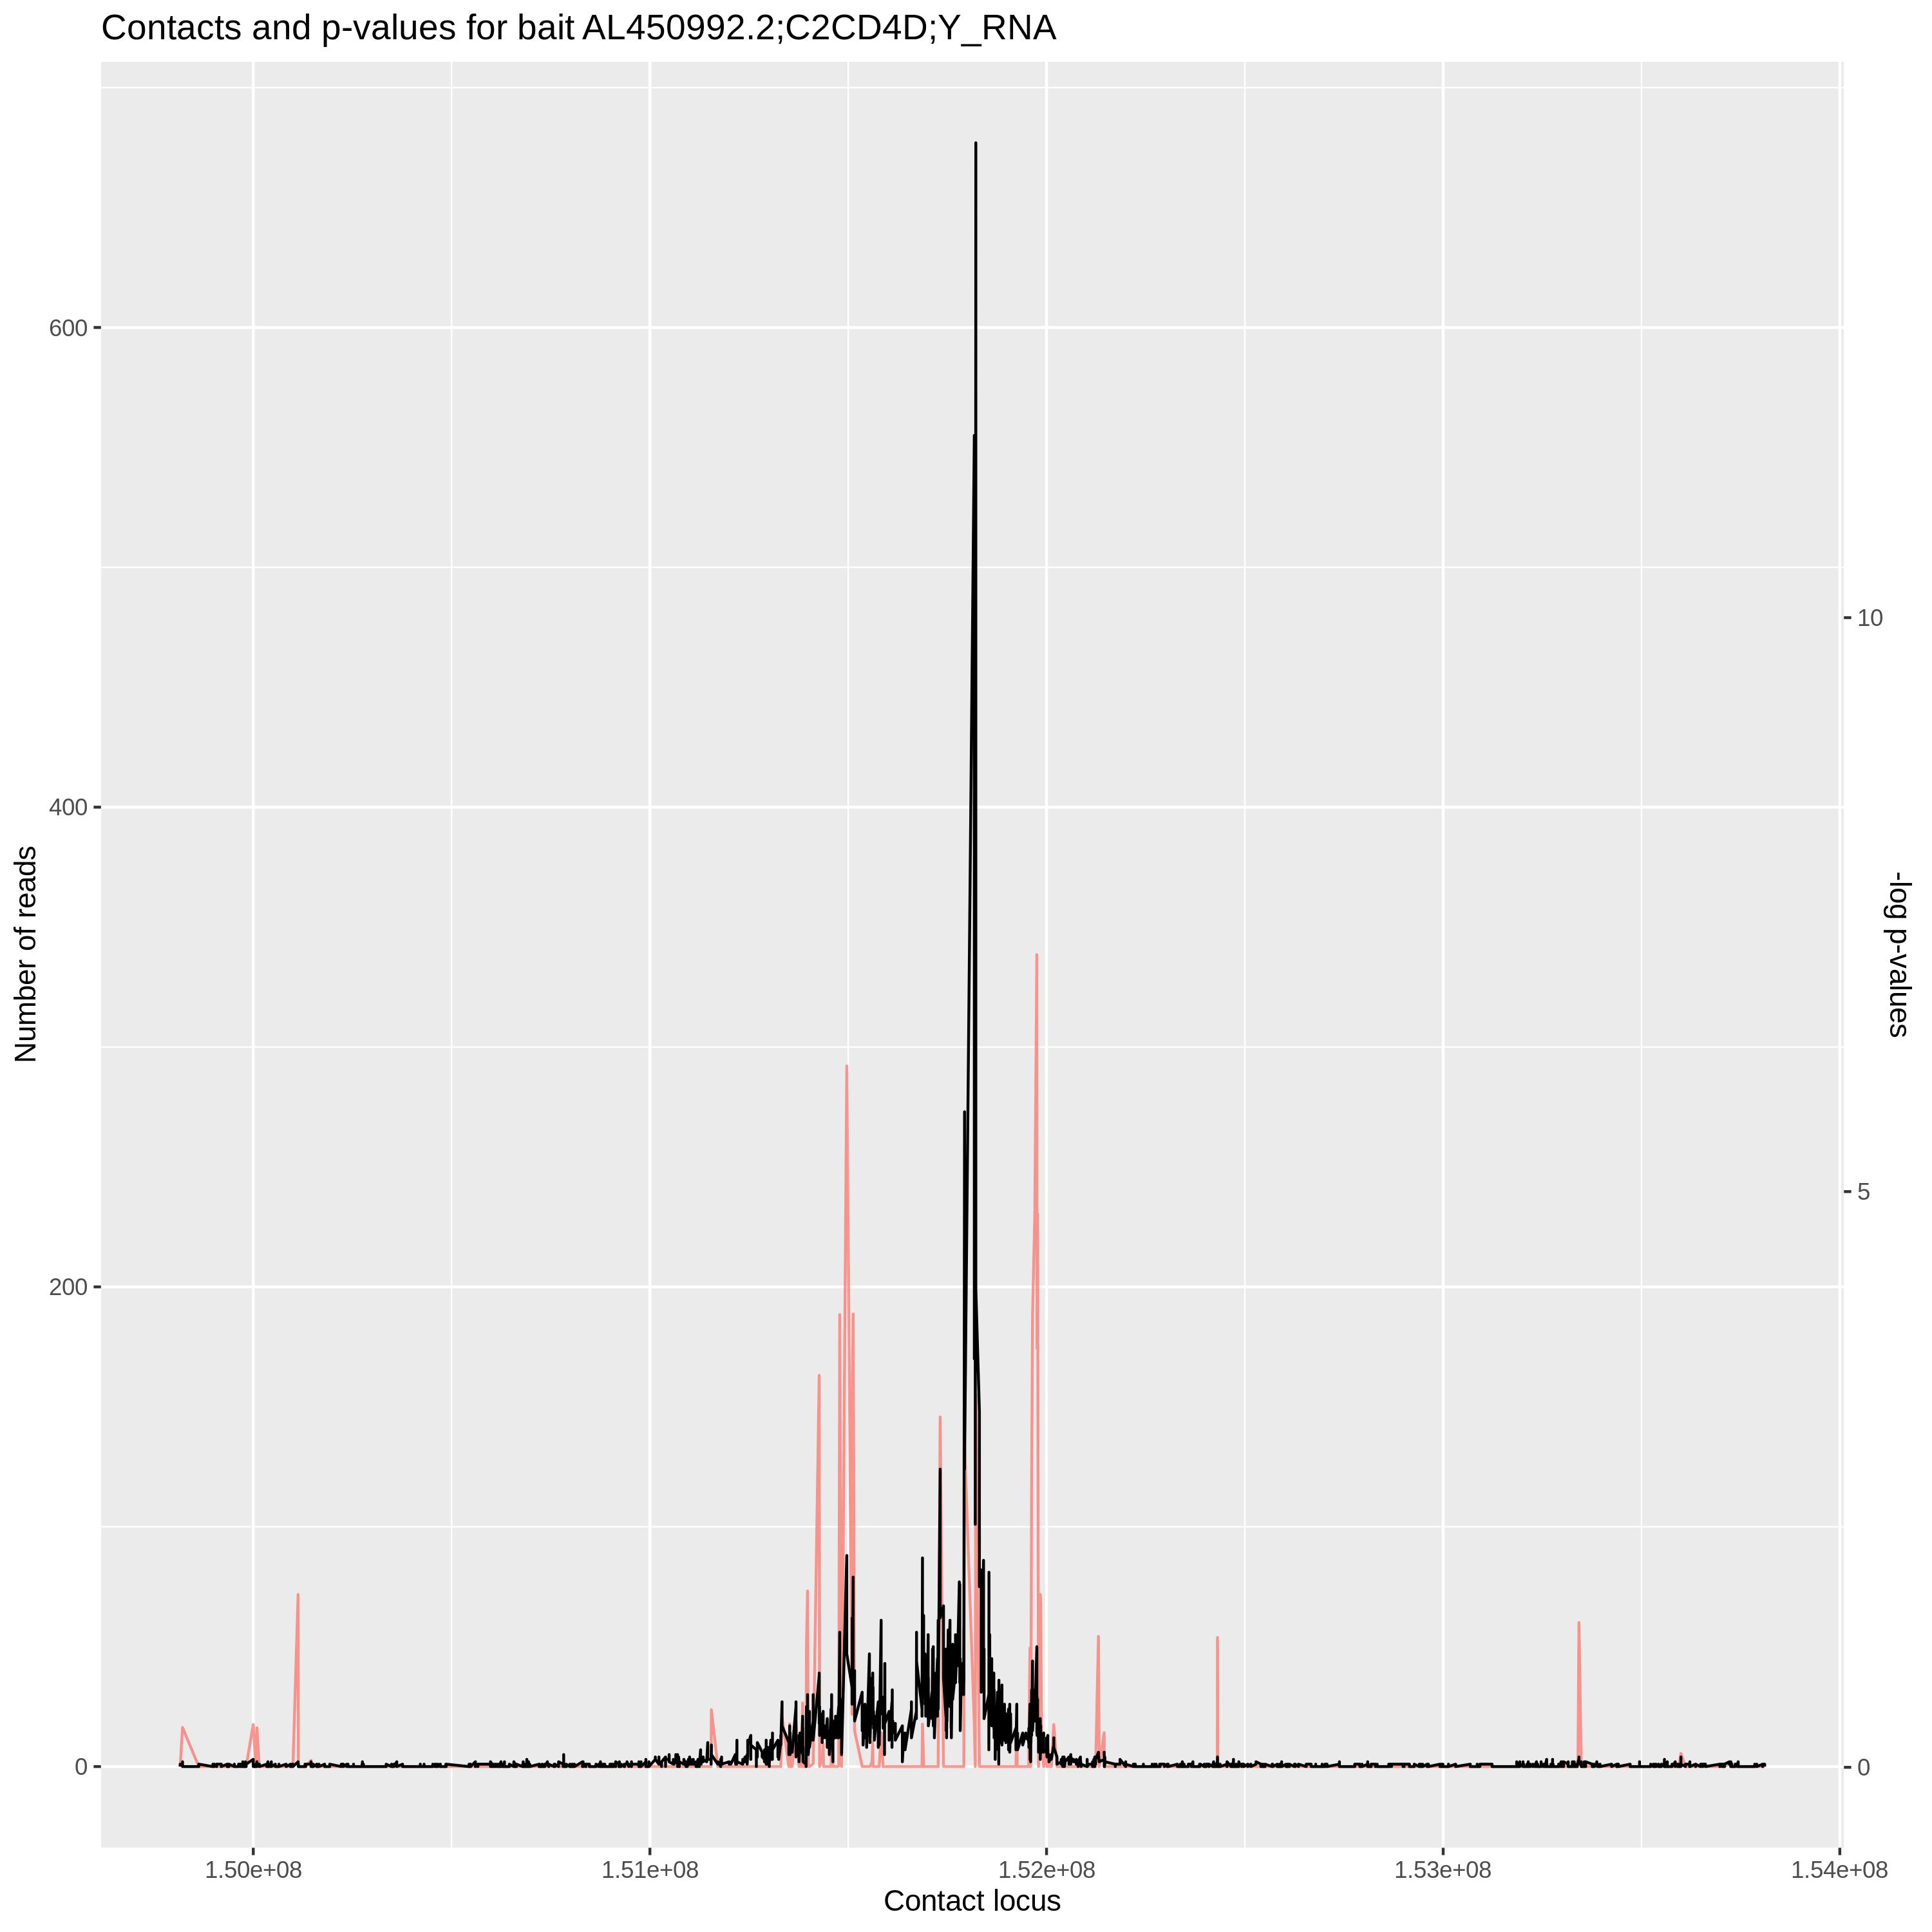 Contacts and p-values for bait AL450992.2;C2CD4D;Y_RNA
600
400
200
0
Number of reads
10
5
0
-log p-values
1.50e+08
1.51e+08
1.52e+08
1.53e+08
1.54e+08
Contact locus